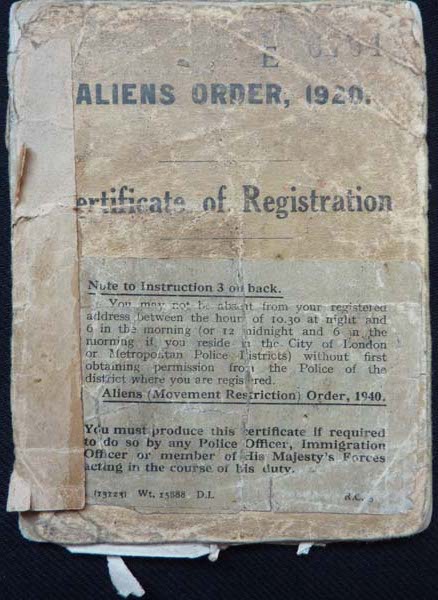 E
ALIENS ORDER, 1920.
ertificate of Registration
Note to Instruction 3 on back.
You may not be absent from your registered
address between the hours of 10.30 at night and
6 in the morning (or 12 midnight and 6 in the
morning if you reside in the City of London
or Metropolitan Police Districts) without first
obtaining permission from the Police of the
district where you are registered.
Aliens (Movement Restriction) Order, 1940.
You must produce this certificate if required
to do so by any Police Officer, Immigration
Officer or member of His Majesty's Forces
acting in the course of his duty.
(13123) Wt. 15888 D.L